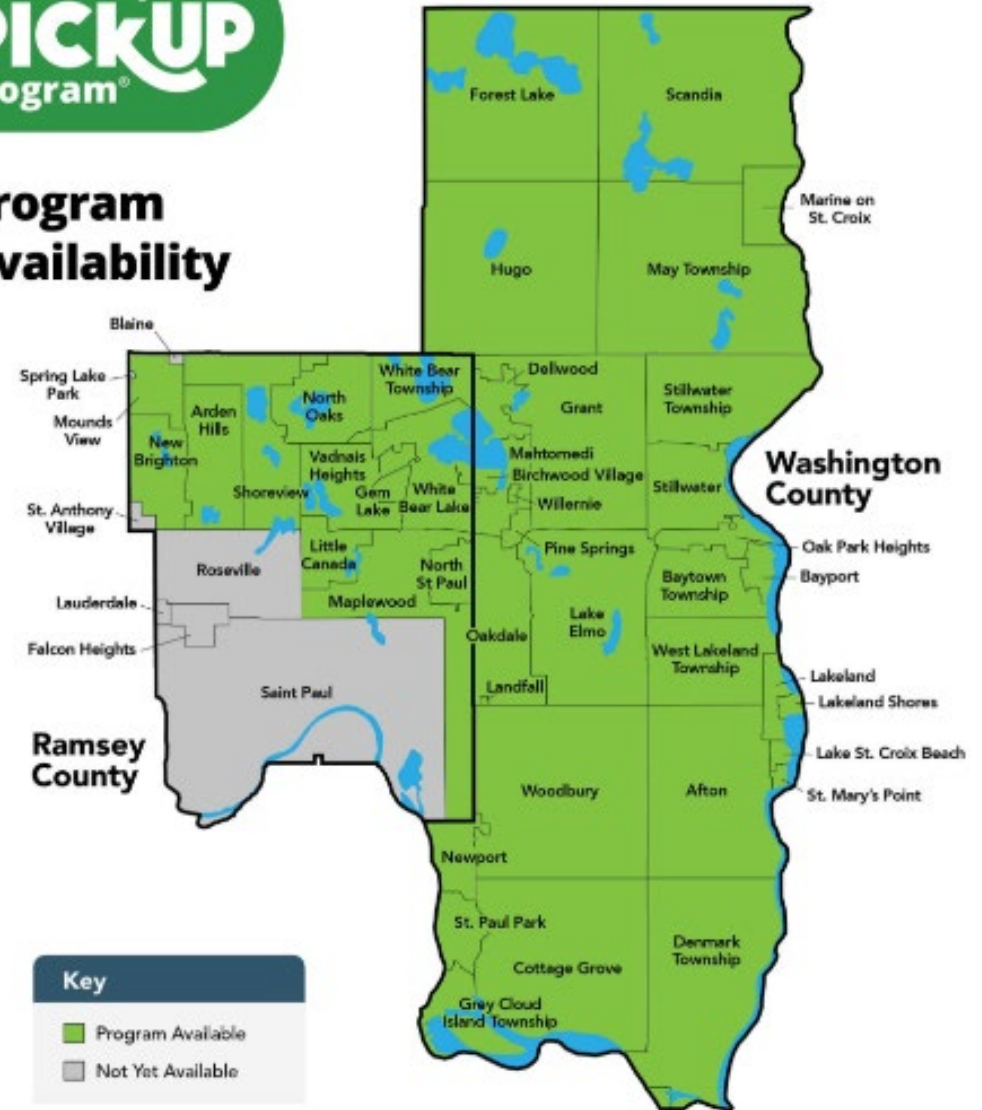 PICKUP
ogram®
rogram
vailability
Forest Lake
Scandia
Marine on
St. Croix
Hugo
May Township
Blaine
Spring Lake
Park
Mounds
View
New
Brighton
Arden
Hills
North
Oaks
White Bear
Township
Dellwood
Grant
Stillwater
Township
Shoreview
Vadnais
Heights
Gem
Lake
White
Bear Lake
Mahtomedi
Birchwood Village
Willernie
Stillwater
Washington
County
St. Anthony
Village
Roseville
Little
Canada
North
St Paul
Maplewood
Pine Springs
Oak Park Heights
Baytown
Township
Bayport
Lauderdale
Falcon Heights
Oakdale
Lake
Elmo
West Lakeland
Township
Landfall
Lakeland
Lakeland Shores
Saint Paul
Ramsey
County
Lake St. Croix Beach
St. Mary's Point
Woodbury
Afton
Newport
St. Paul Park
Cottage Grove
Denmark
Township
Grey Cloud
Island Township
Key
Program Available
Not Yet Available